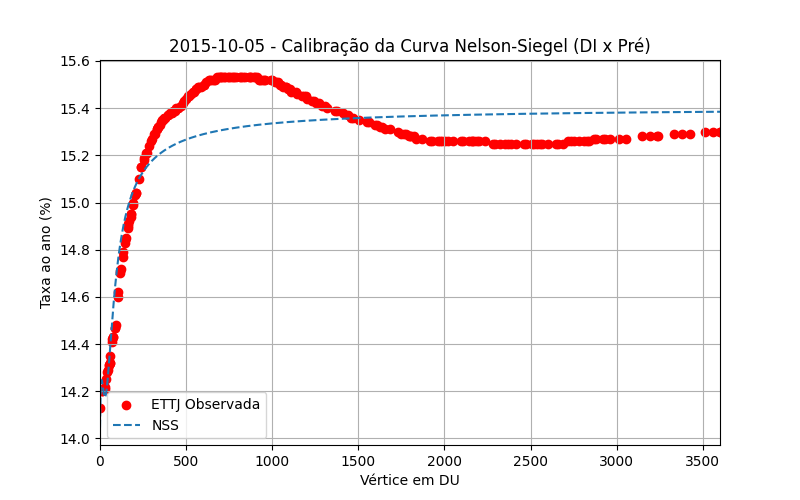 2015-10-05 - Calibração da Curva Nelson-Siegel (DI x Pré)
15.6
15.4
15.2
15.0
14.8
14.6
14.4
14.2
14.0
Taxa ao ano (%)
ETTJ Observada
NSS
0 500 1000 1500 2000 2500 3000 3500
Vértice em DU